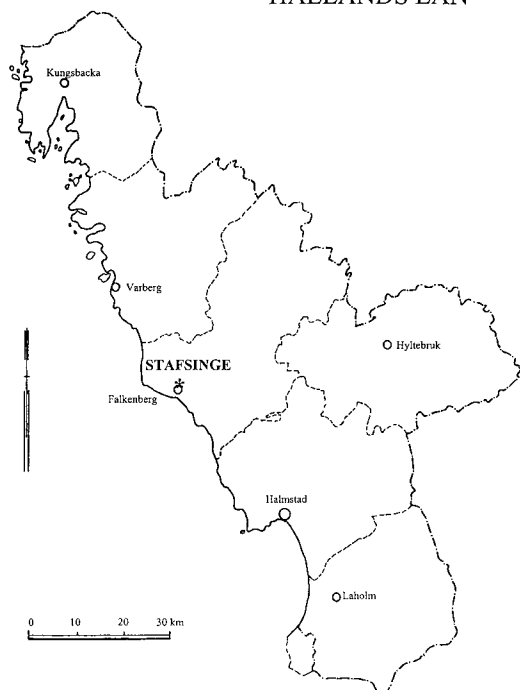 HALLANDS LÄN
Kungsbacka
Varberg
Hyltebruk
STAFSINGE
Falkenberg
Halmstad
Laholm
0 10 20 30 km